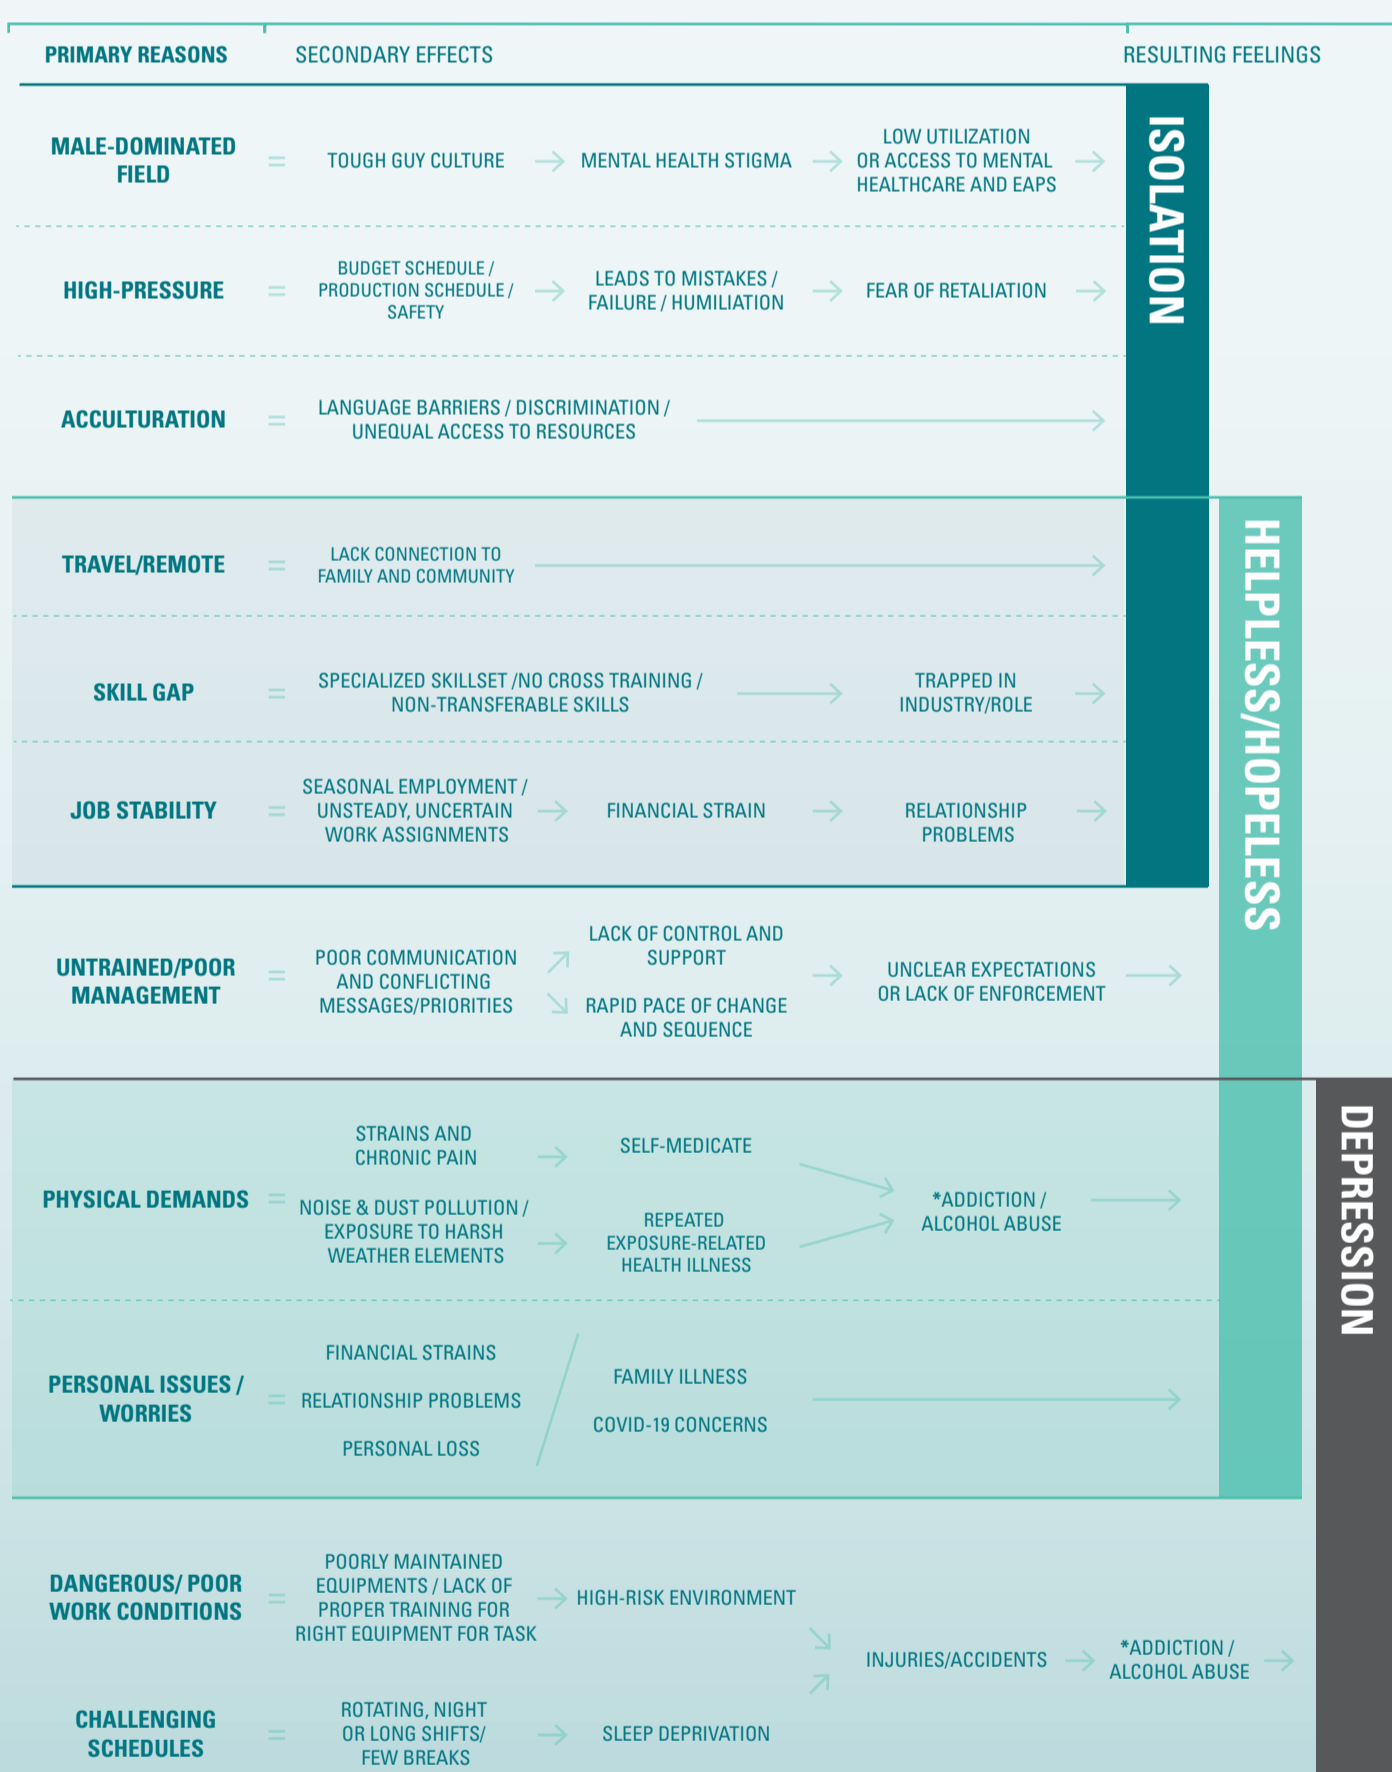 PRIMARY REASONS
SECONDARY EFFECTS
RESULTING FEELINGS
MALE-DOMINATED
FIELD
=
TOUGH GUY CULTURE
MENTAL HEALTH STIGMA
LOW UTILIZATION
OR ACCESS TO MENTAL
HEALTHCARE AND EAPS
HIGH-PRESSURE
=
BUDGET SCHEDULE /
PRODUCTION SCHEDULE /
SAFETY
LEADS TO MISTAKES /
FAILURE / HUMILIATION
FEAR OF RETALIATION
ACCULTURATION
=
LANGUAGE BARRIERS / DISCRIMINATION /
UNEQUAL ACCESS TO RESOURCES
ISOLATION
TRAVEL/REMOTE
=
LACK CONNECTION TO
FAMILY AND COMMUNITY
SKILL GAP
=
SPECIALIZED SKILLSET /NO CROSS TRAINING /
NON-TRANSFERABLE SKILLS
TRAPPED IN
INDUSTRY/ROLE
JOB STABILITY
=
SEASONAL EMPLOYMENT /
UNSTEADY, UNCERTAIN
WORK ASSIGNMENTS
FINANCIAL STRAIN
RELATIONSHIP
PROBLEMS
HELPLESS/HOPELESS
UNTRAINED/POOR
MANAGEMENT
=
POOR COMMUNICATION
AND CONFLICTING
MESSAGES/PRIORITIES
LACK OF CONTROL AND
SUPPORT
RAPID PACE OF CHANGE
AND SEQUENCE
UNCLEAR EXPECTATIONS
OR LACK OF ENFORCEMENT
PHYSICAL DEMANDS
=
STRAINS AND
CHRONIC PAIN
SELF-MEDICATE
NOISE & DUST POLLUTION /
EXPOSURE TO HARSH
WEATHER ELEMENTS
REPEATED
EXPOSURE-RELATED
HEALTH ILLNESS
*ADDICTION /
ALCOHOL ABUSE
DEPRESSION
PERSONAL ISSUES /
WORRIES
=
FINANCIAL STRAINS
RELATIONSHIP PROBLEMS
PERSONAL LOSS
FAMILY ILLNESS
COVID-19 CONCERNS
DANGEROUS/ POOR
WORK CONDITIONS
=
POORLY MAINTAINED
EQUIPMENTS / LACK OF
PROPER TRAINING FOR
RIGHT EQUIPMENT FOR TASK
HIGH-RISK ENVIRONMENT
CHALLENGING
SCHEDULES
=
ROTATING, NIGHT
OR LONG SHIFTS/
FEW BREAKS
SLEEP DEPRIVATION
INJURIES/ACCIDENTS
*ADDICTION /
ALCOHOL ABUSE